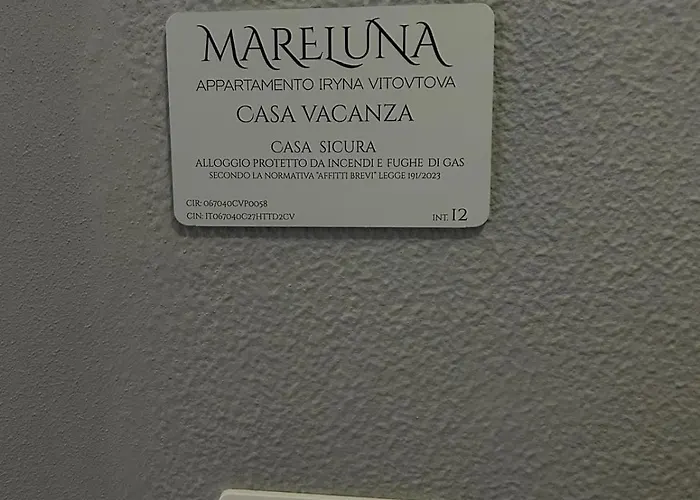 MARELUNA
APPARTAMENTO IRYNA VITOVTOVA
CASA VACANZA
CASA SICURA
ALLOGGIO PROTETTO DA INCENDI E FUGHE DI GAS
SECONDO LA NORMATIVA "AFFITTI BREVI" LEGGE 191/2023
CIR: 067040CVP0058
CIN: IT067040C27HTTD2CV
INT. 12